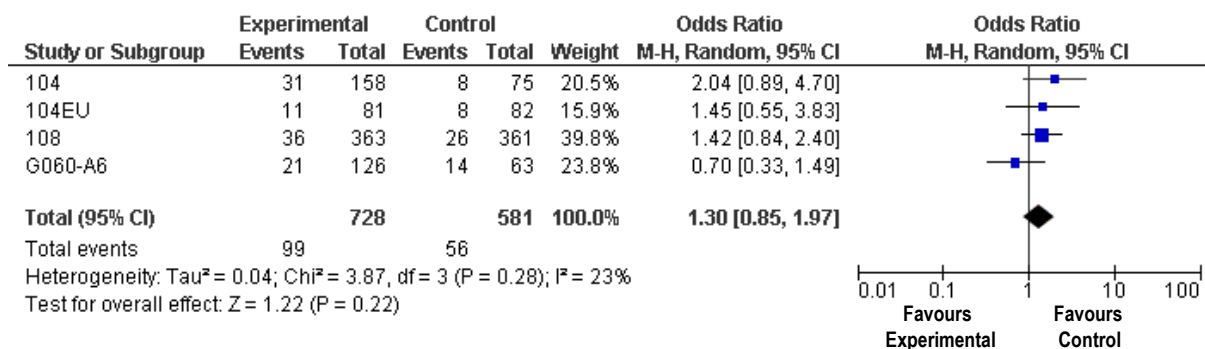 Experimental Control Odds Ratio Odds Ratio
Study or Subgroup Events Total Events Total Weight M-H, Random, 95% CI M-H, Random, 95% CI
104 31 158 8 75 20.5% 2.04 [0.89, 4.70]
104EU 11 81 8 82 15.9% 1.45 [0.55, 3.83]
108 36 363 26 361 39.8% 1.42 [0.84, 2.40]
G060-A6 21 126 14 63 23.8% 0.70 [0.33, 1.49]
Total (95% CI) 728 581 100.0% 1.30 [0.85, 1.97]
Total events 99 56
Heterogeneity: Tau² = 0.04; Chi² = 3.87, df = 3 (P = 0.28); I² = 23%
Test for overall effect: Z = 1.22 (P = 0.22)
0.01 0.1 1 10 100
Favours Favours
Experimental Control